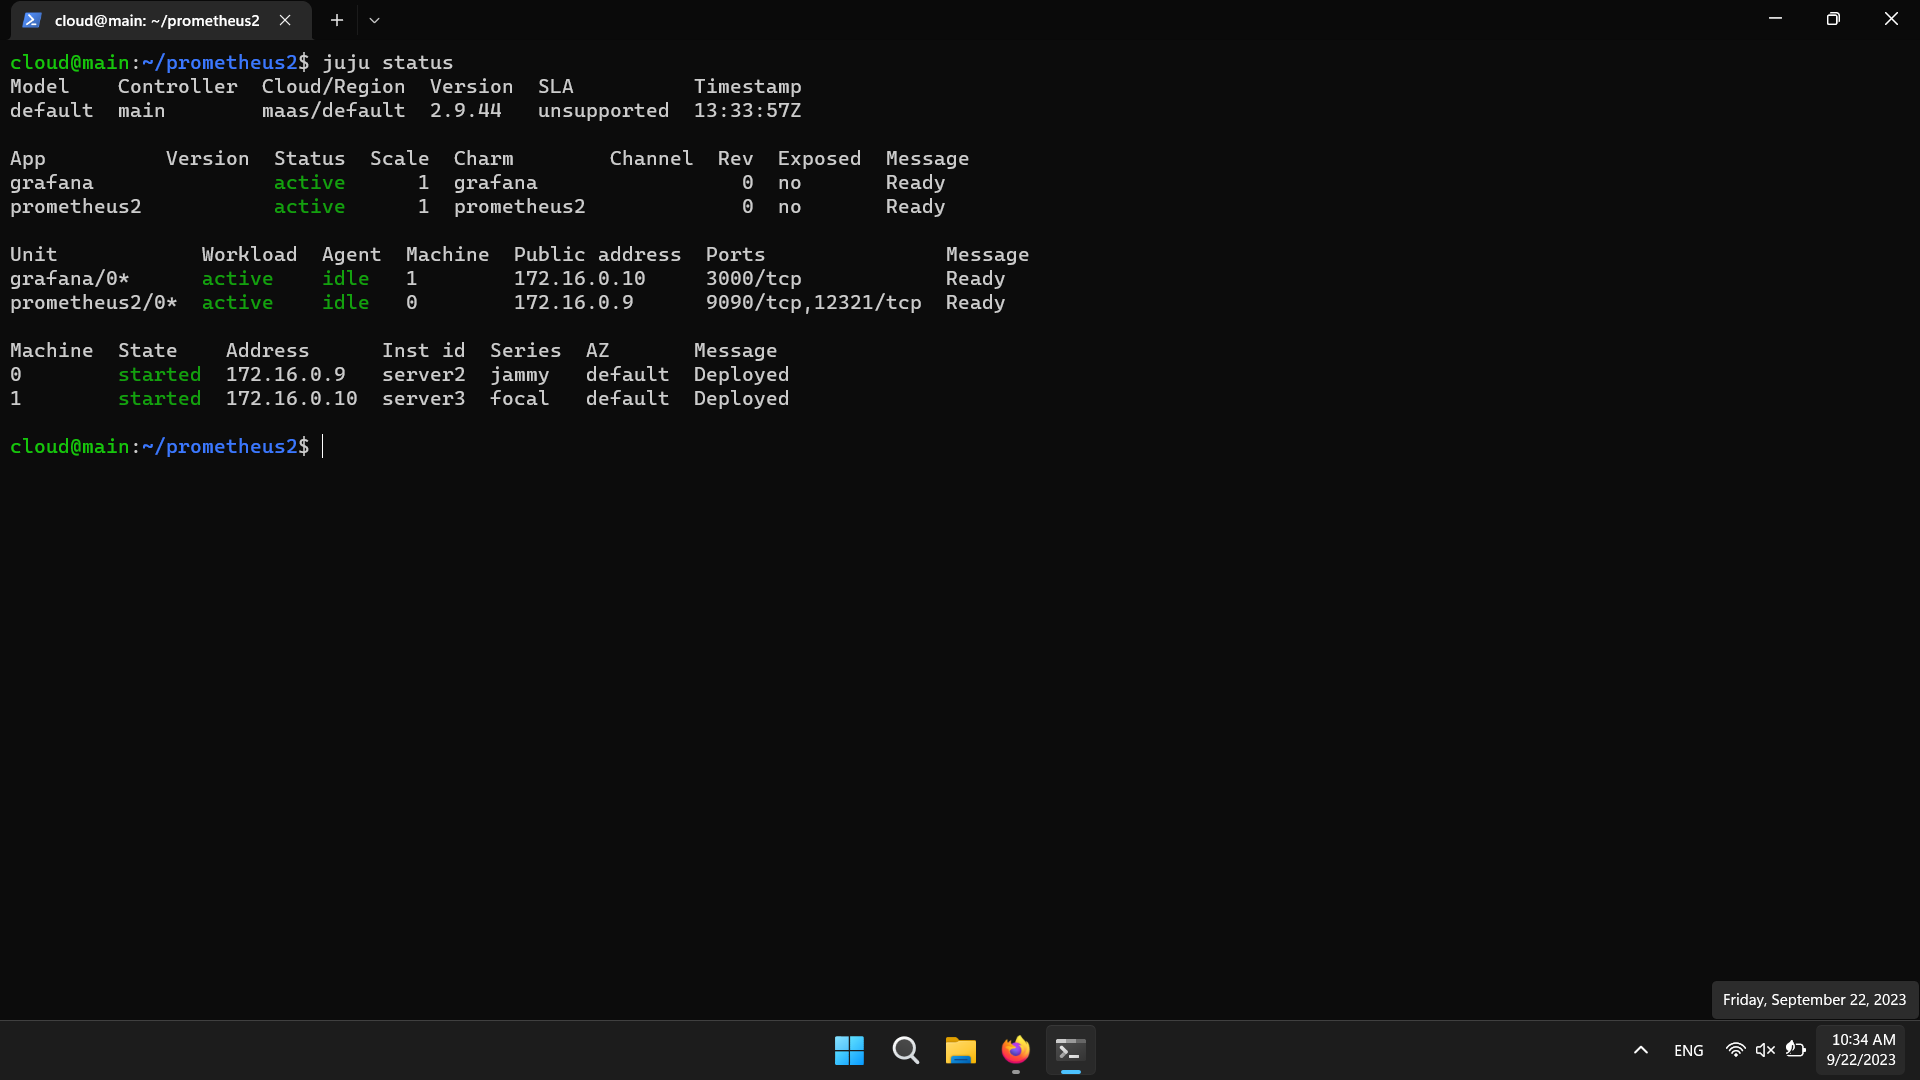 cloud@main: ~/prometheus2
cloud@main:~/prometheus2$ juju status
Model    Controller  Cloud/Region  Version  SLA          Timestamp
default  main        maas/default  2.9.44   unsupported  13:33:57Z
App          Version  Status  Scale  Charm        Channel  Rev  Exposed  Message
grafana               active      1  grafana                 0  no       Ready
prometheus2           active      1  prometheus2             0  no       Ready
Unit            Workload  Agent  Machine  Public address  Ports               Message
grafana/0*      active    idle   1        172.16.0.10     3000/tcp            Ready
prometheus2/0*  active    idle   0        172.16.0.9      9090/tcp,12321/tcp  Ready
Machine  State    Address      Inst id  Series  AZ       Message
0        started  172.16.0.9   server2  jammy   default  Deployed
1        started  172.16.0.10  server3  focal   default  Deployed
cloud@main:~/prometheus2$
Friday, September 22, 2023
ENG
10:34 AM
9/22/2023